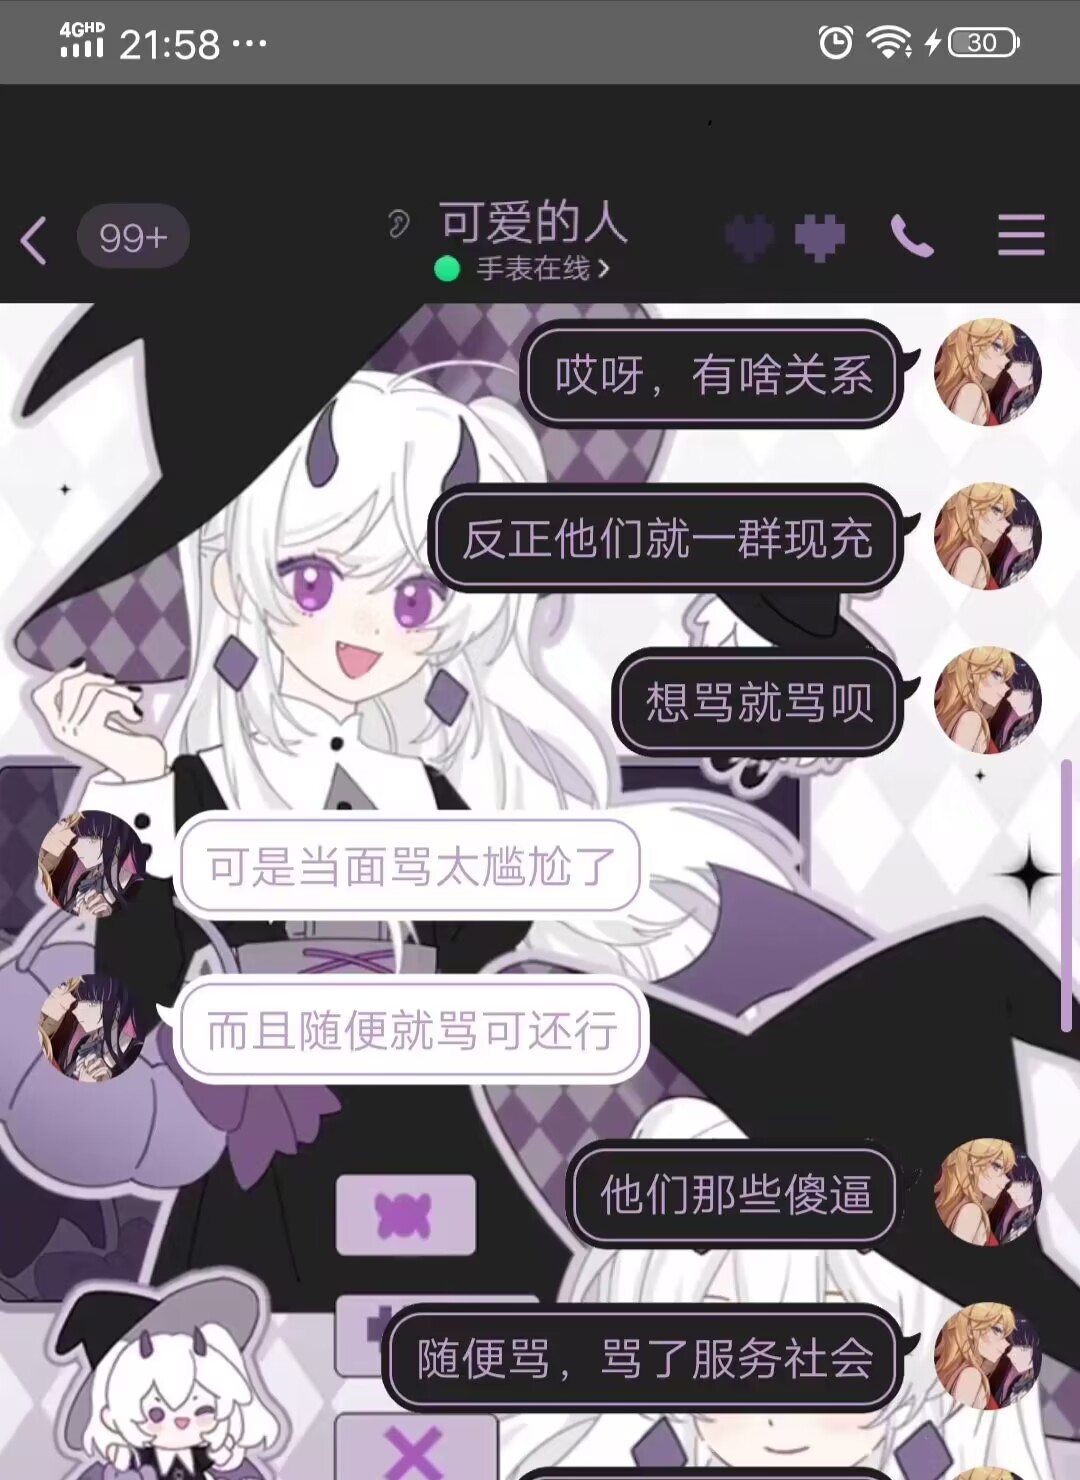 4GHD 21:58 ··· 30
99+
可爱的人
手表在线
哎呀，有啥关系
反正他们就一群现充
想骂就骂呗
可是当面骂太尴尬了
而且随便就骂可还行
他们那些傻逼
随便骂，骂了服务社会